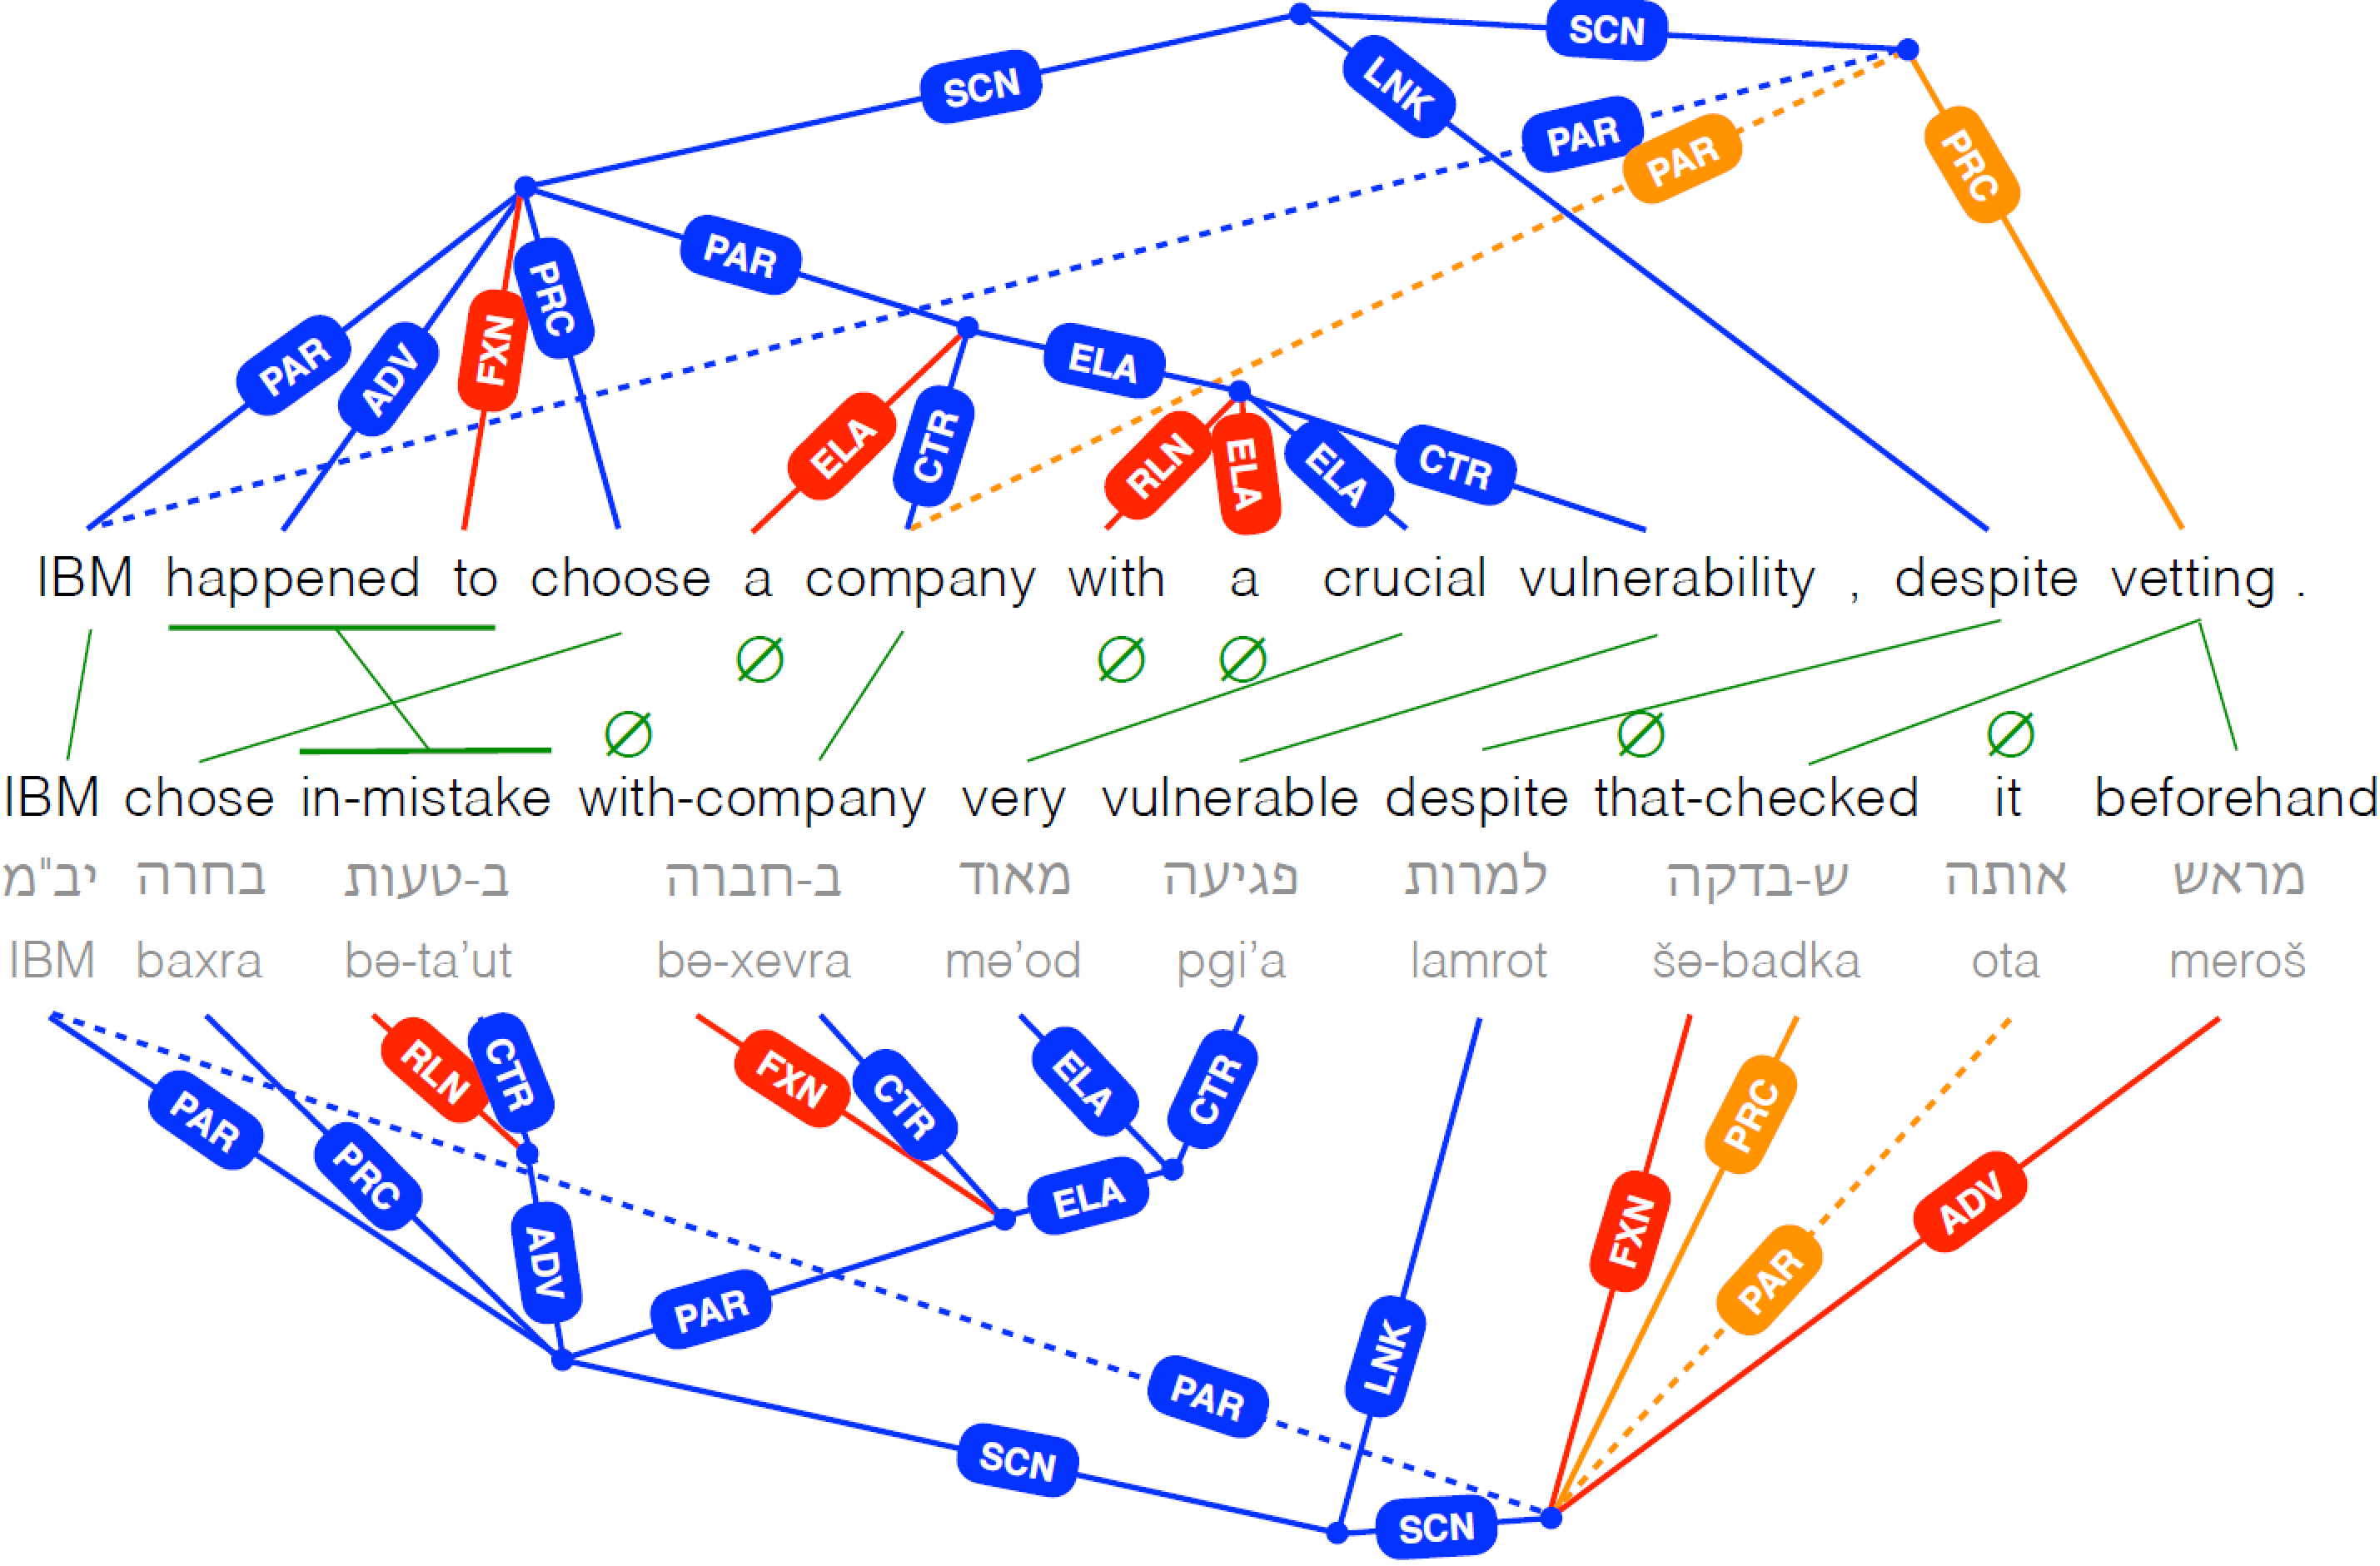 SCN
SCN
LNK
PAR
PAR
PRC
PAR
PRC
PAR
ADV
FXN
ELA
ELA
CTR
RLN
ELA
ELA
CTR
IBM happened to choose a company with a crucial vulnerability , despite vetting .
∅ ∅ ∅
∅ ∅ ∅
IBM chose in-mistake with-company very vulnerable despite that-checked it beforehand
יב"מ בחרה ב-טעות ב-חברה מאוד פגיעה למרות ש-בדקה אותה מראש
IBM baxra bə-ta’ut bə-xevra mə’od pgi’a lamrot šə-badka ota meroš
RLN
CTR
FXN
CTR
ELA
CTR
PAR
PRC
PRC
ELA
ADV
FXN
ADV
PAR
PAR
PAR
LNK
SCN
SCN